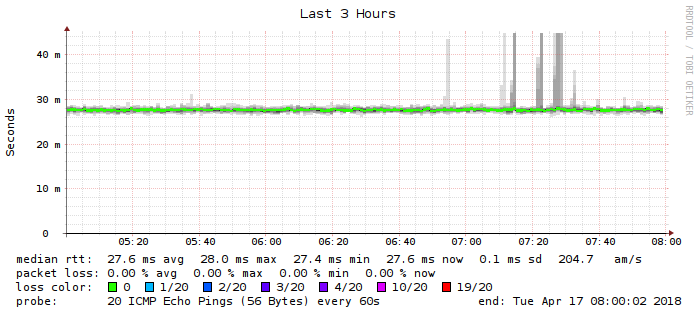 Last 3 Hours
RRDTOOL / TOBI OETIKER
Seconds
40 m
30 m
20 m
10 m
0
05:20 05:40 06:00 06:20 06:40 07:00 07:20 07:40 08:00
median rtt: 27.6 ms avg 28.0 ms max 27.4 ms min 27.6 ms now 0.1 ms sd 204.7 am/s
packet loss: 0.00 % avg 0.00 % max 0.00 % min 0.00 % now
loss color: 0 1/20 2/20 3/20 4/20 10/20 19/20
probe: 20 ICMP Echo Pings (56 Bytes) every 60s end: Tue Apr 17 08:00:02 2018